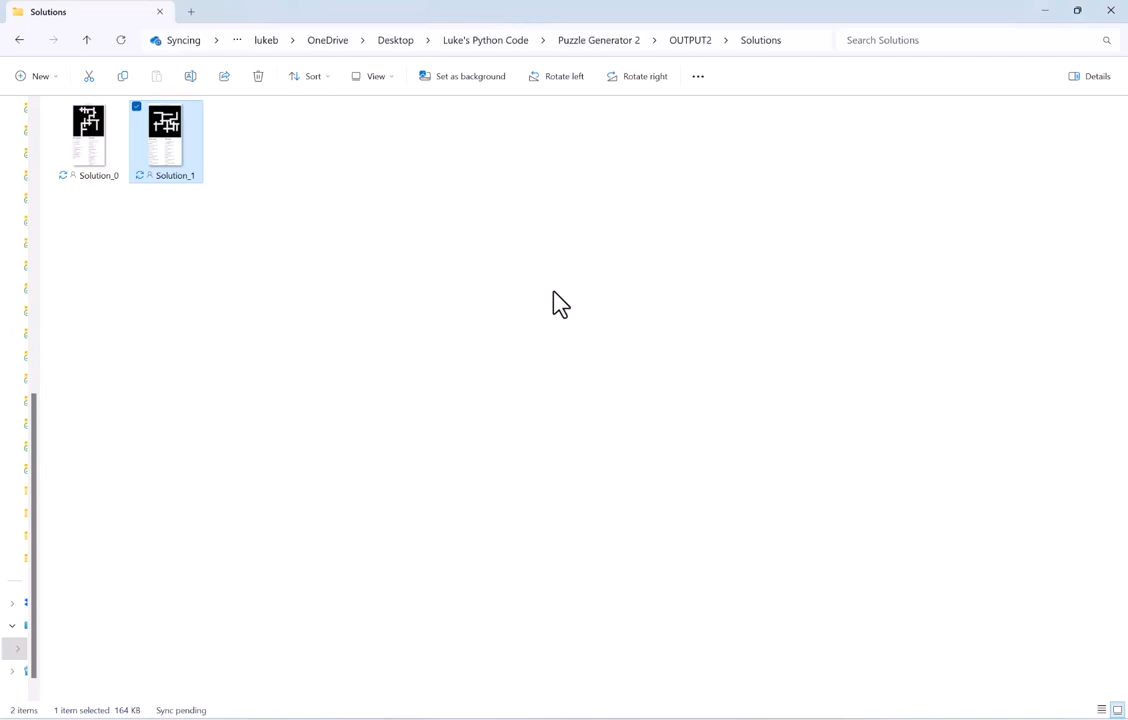 Solutions
Syncing > ... lukeb > OneDrive > Desktop > Luke's Python Code > Puzzle Generator 2 > OUTPUT2 > Solutions Search Solutions
New Sort View Set as background Rotate left Rotate right ... Details
Solution_0 Solution_1
2 items 1 item selected 164 KB Sync pending